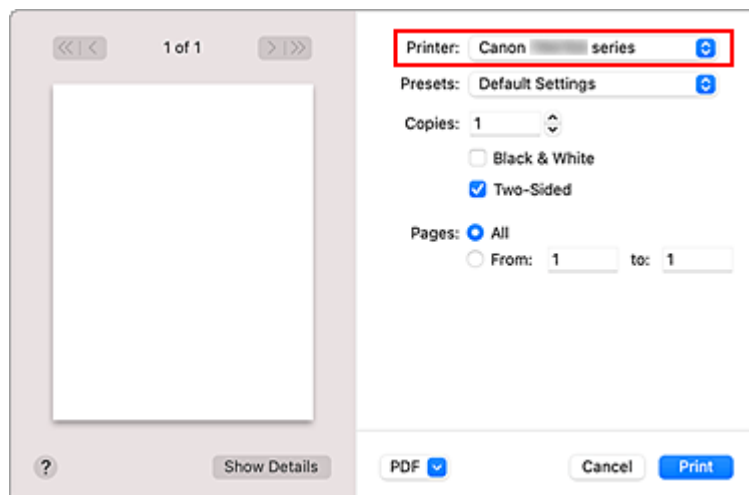 1 of 1
Printer: Canon series
Presets: Default Settings
Copies: 1
Black & White
Two-Sided
Pages: All
From: 1 to: 1
? Show Details PDF Cancel Print